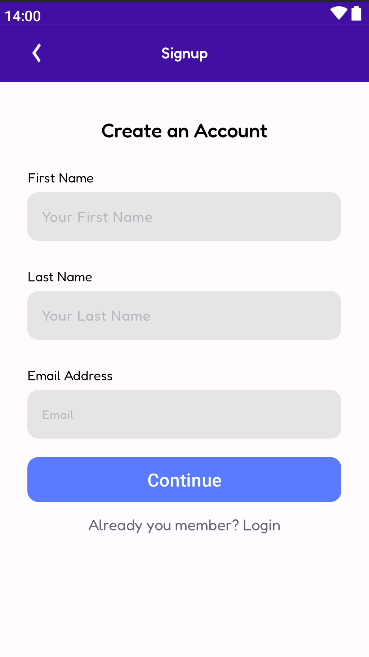 14:00
Signup
Create an Account
First Name
Your First Name
Last Name
Your Last Name
Email Address
Email
Continue
Already you member? Login